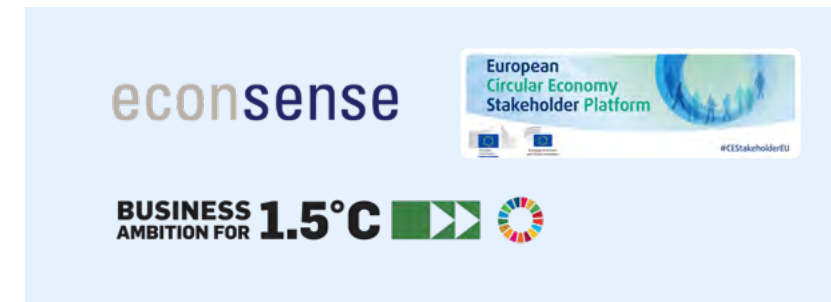 econsense
European
Circular Economy
Stakeholder Platform
#CEStakeholderEU
BUSINESS
AMBITION FOR 1.5°C